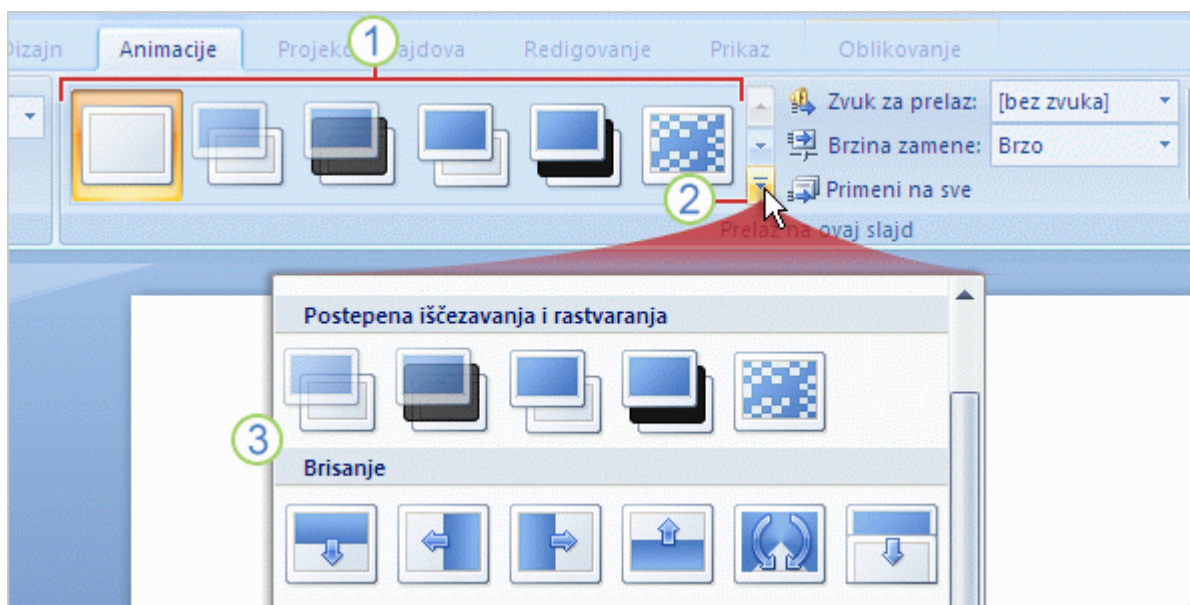 Dizajn Animacije Projek ajdova Redigovanje Prikaz Oblikovanje
1
Zvuk za prelaz: [bez zvuka]
Brzina zamene: Brzo
2
Primeni na sve
Prelaz na ovaj slajd
Postepena iščezavanja i rastvaranja
3
Brisanje